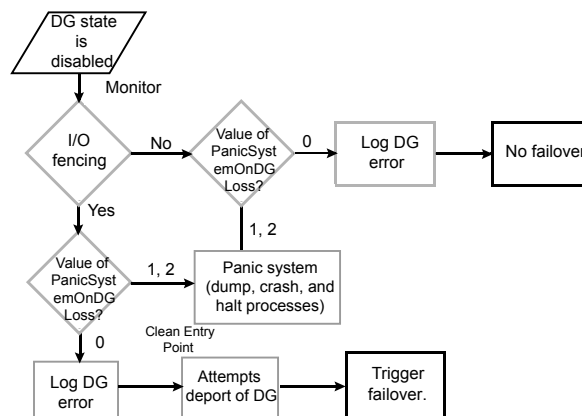 DG state
is
disabled
Monitor
I/O
fencing
No
Value of
PanicSyst
emOnDG
Loss?
0
Log DG
error
No failover
Yes
1, 2
Value of
PanicSyst
emOnDG
Loss?
1, 2
Panic system
(dump, crash, and
halt processes)
0
Clean Entry
Point
Log DG
error
Attempts
deport of DG
Trigger
failover.